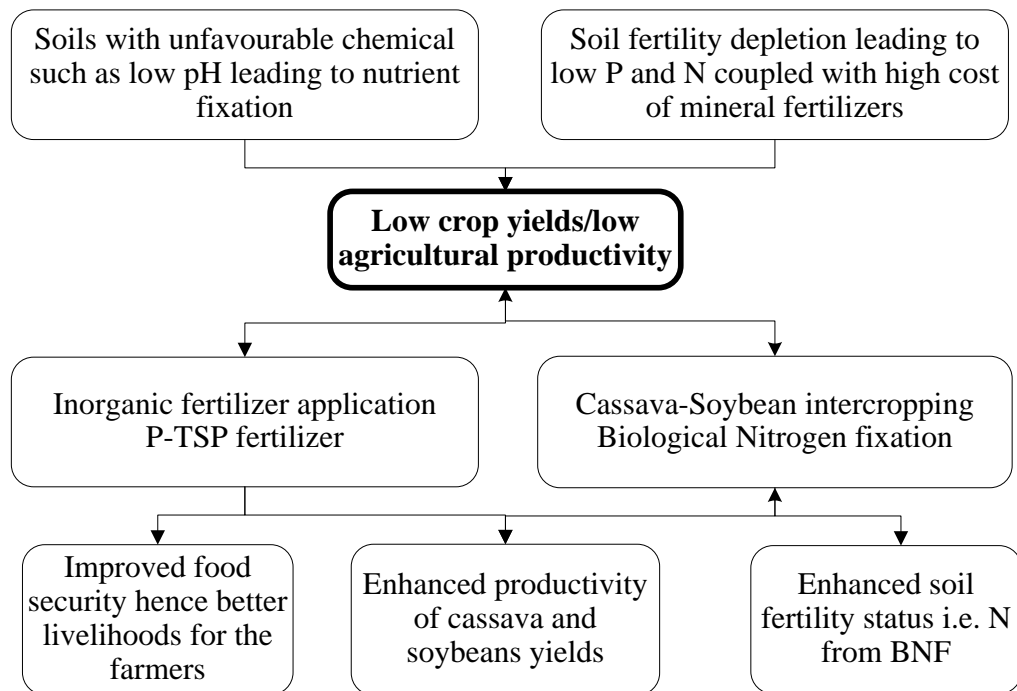 Soils with unfavourable chemical
such as low pH leading to nutrient
fixation
Soil fertility depletion leading to
low P and N coupled with high cost
of mineral fertilizers
Low crop yields/low
agricultural productivity
Inorganic fertilizer application
P-TSP fertilizer
Cassava-Soybean intercropping
Biological Nitrogen fixation
Improved food
security hence better
livelihoods for the
farmers
Enhanced productivity
of cassava and
soybeans yields
Enhanced soil
fertility status i.e. N
from BNF